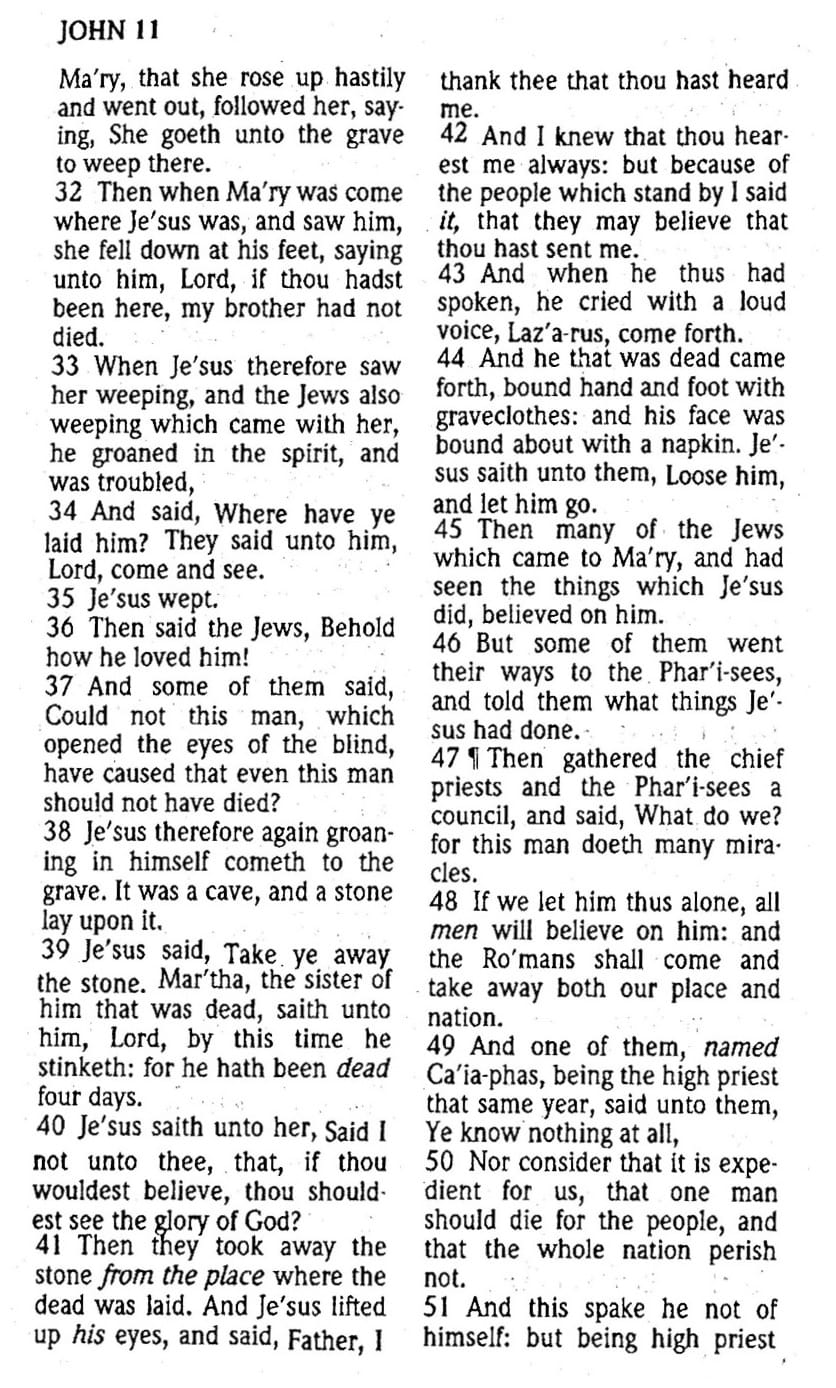 JOHN 11
Ma′ry, that she rose up hastily
and went out, followed her, say-
ing, She goeth unto the grave
to weep there.
32 Then when Ma′ry was come
where Je′sus was, and saw him,
she fell down at his feet, saying
unto him, Lord, if thou hadst
been here, my brother had not
died.
33 When Je′sus therefore saw
her weeping, and the Jews also
weeping which came with her,
he groaned in the spirit, and
was troubled,
34 And said, Where have ye
laid him? They said unto him,
Lord, come and see.
35 Je′sus wept.
36 Then said the Jews, Behold
how he loved him!
37 And some of them said,
Could not this man, which
opened the eyes of the blind,
have caused that even this man
should not have died?
38 Je′sus therefore again groan-
ing in himself cometh to the
grave. It was a cave, and a stone
lay upon it.
39 Je′sus said, Take ye away
the stone. Mar′tha, the sister of
him that was dead, saith unto
him, Lord, by this time he
stinketh: for he hath been dead
four days.
40 Je′sus saith unto her, Said I
not unto thee, that, if thou
wouldest believe, thou should-
est see the glory of God?
41 Then they took away the
stone from the place where the
dead was laid. And Je′sus lifted
up his eyes, and said, Father, I
thank thee that thou hast heard
me.
42 And I knew that thou hear-
est me always: but because of
the people which stand by I said
it, that they may believe that
thou hast sent me.
43 And when he thus had
spoken, he cried with a loud
voice, Laz′a-rus, come forth.
44 And he that was dead came
forth, bound hand and foot with
graveclothes: and his face was
bound about with a napkin. Je′-
sus saith unto them, Loose him,
and let him go.
45 Then many of the Jews
which came to Ma′ry, and had
seen the things which Je′sus
did, believed on him.
46 But some of them went
their ways to the Phar′i-sees,
and told them what things Je′-
sus had done.
47 ¶ Then gathered the chief
priests and the Phar′i-sees a
council, and said, What do we?
for this man doeth many mira-
cles.
48 If we let him thus alone, all
men will believe on him: and
the Ro′mans shall come and
take away both our place and
nation.
49 And one of them, named
Ca′ia-phas, being the high priest
that same year, said unto them,
Ye know nothing at all,
50 Nor consider that it is expe-
dient for us, that one man
should die for the people, and
that the whole nation perish
not.
51 And this spake he not of
himself: but being high priest